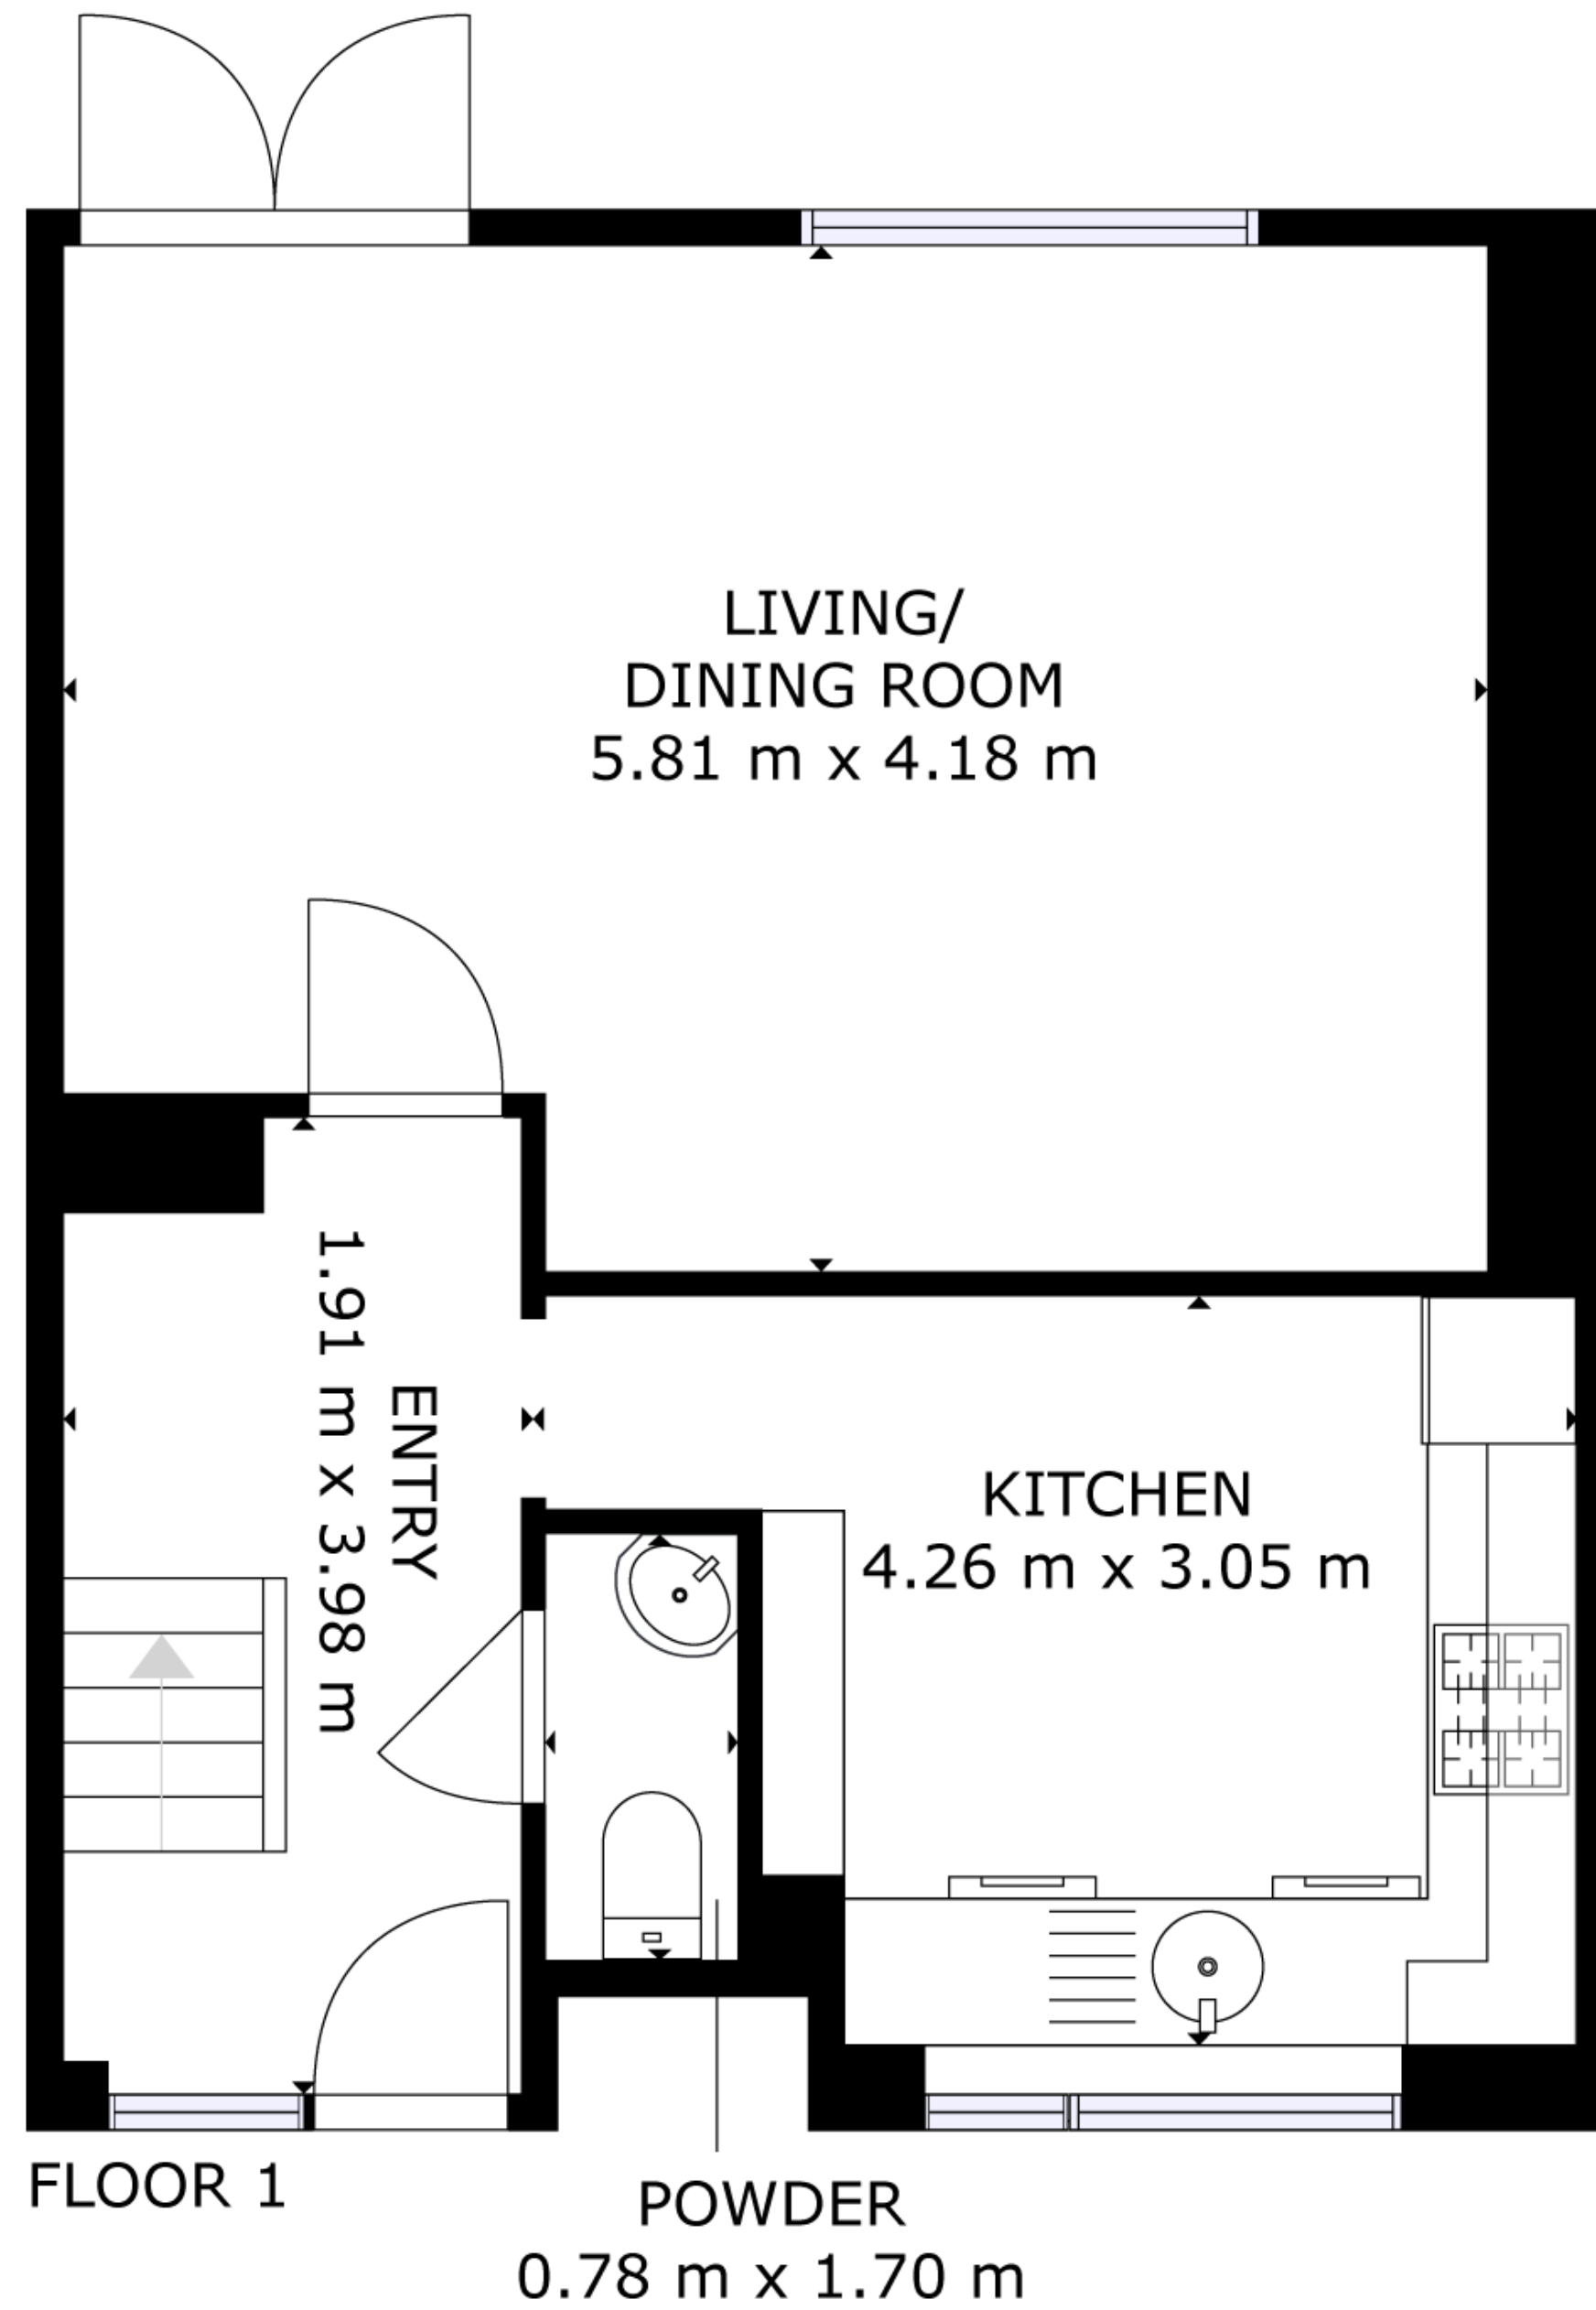 LIVING/
DINING ROOM
5.81 m x 4.18 m
ENTRY
1.91 m x 3.98 m
KITCHEN
4.26 m x 3.05 m
FLOOR 1
POWDER
0.78 m x 1.70 m